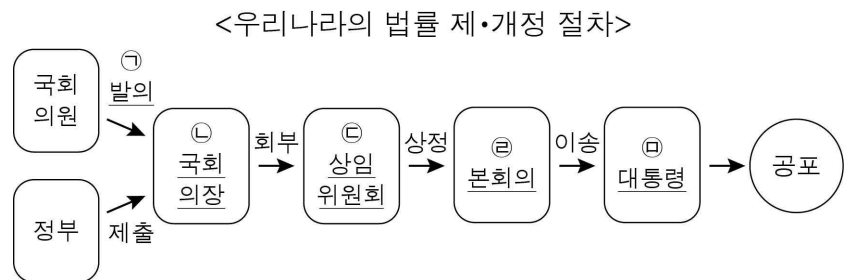 <우리나라의 법률 제•개정 절차>
국회
의원
㉠
발의
정부
제출
㉡
국회
의장
회부
㉢
상임
위원회
상정
㉣
본회의
이송
㉤
대통령
공포